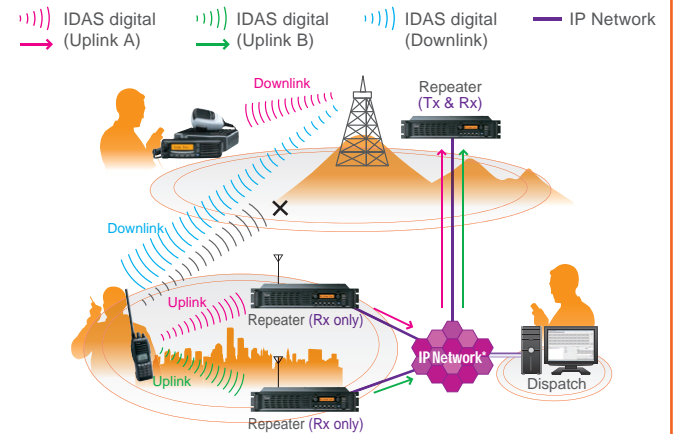 IDAS digital
(Uplink A)
IDAS digital
(Uplink B)
IDAS digital
(Downlink)
IP Network
Downlink
Repeater
(Tx & Rx)
Downlink
Uplink
Repeater (Rx only)
IP Network*
Uplink
Dispatch
Repeater (Rx only)